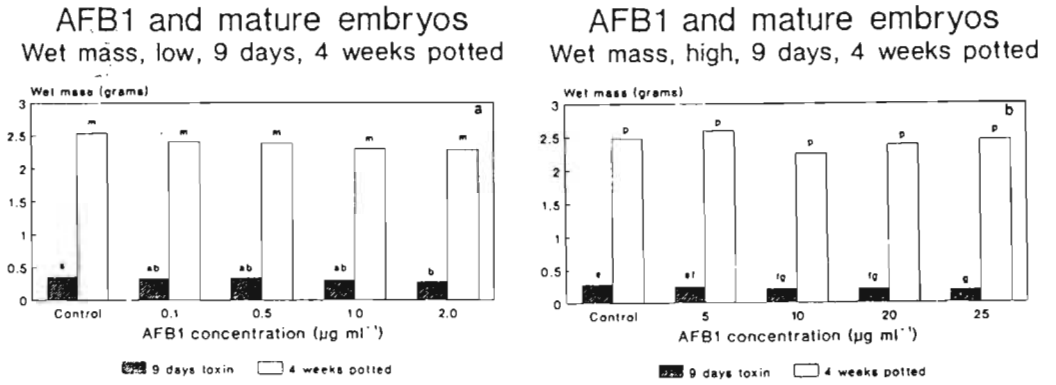 AFB1 and mature embryos
Wet mass, low, 9 days, 4 weeks potted
Wet mass (grams)
a
3
2.5
2
1.5
1
0.5
0
m
m
m
m
m
a
ab
ab
ab
b
Control
0.1
0.5
1.0
2.0
AFB1 concentration (µg ml⁻¹)
9 days toxin
4 weeks potted
AFB1 and mature embryos
Wet mass, high, 9 days, 4 weeks potted
Wet mass (grams)
b
3
2.5
2
1.5
1
0.5
0
p
p
p
p
p
e
ef
fg
fg
g
Control
5
10
20
25
AFB1 concentration (µg ml⁻¹)
9 days toxin
4 weeks potted